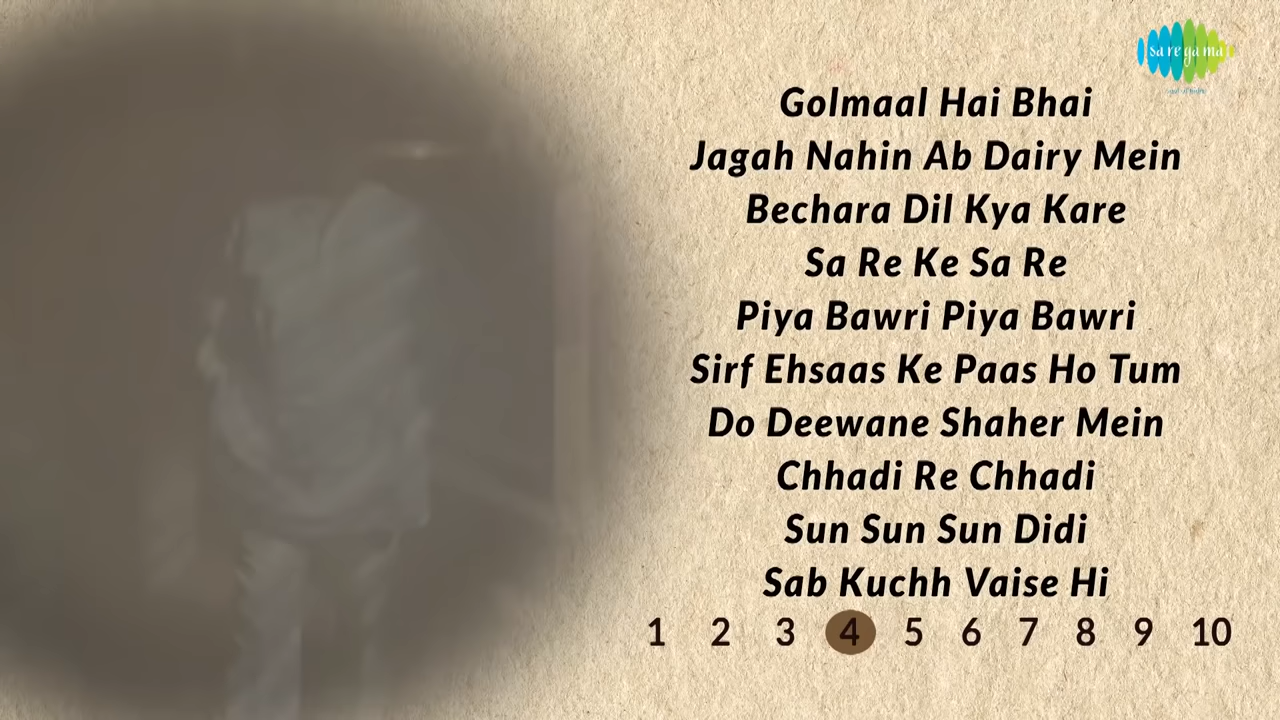 sa re ga ma
Golmaal Hai Bhai
Jagah Nahin Ab Dairy Mein
Bechara Dil Kya Kare
Sa Re Ke Sa Re
Piya Bawri Piya Bawri
Sirf Ehsaas Ke Paas Ho Tum
Do Deewane Shaher Mein
Chhadi Re Chhadi
Sun Sun Sun Didi
Sab Kuchh Vaise Hi
1 2 3 4 5 6 7 8 9 10